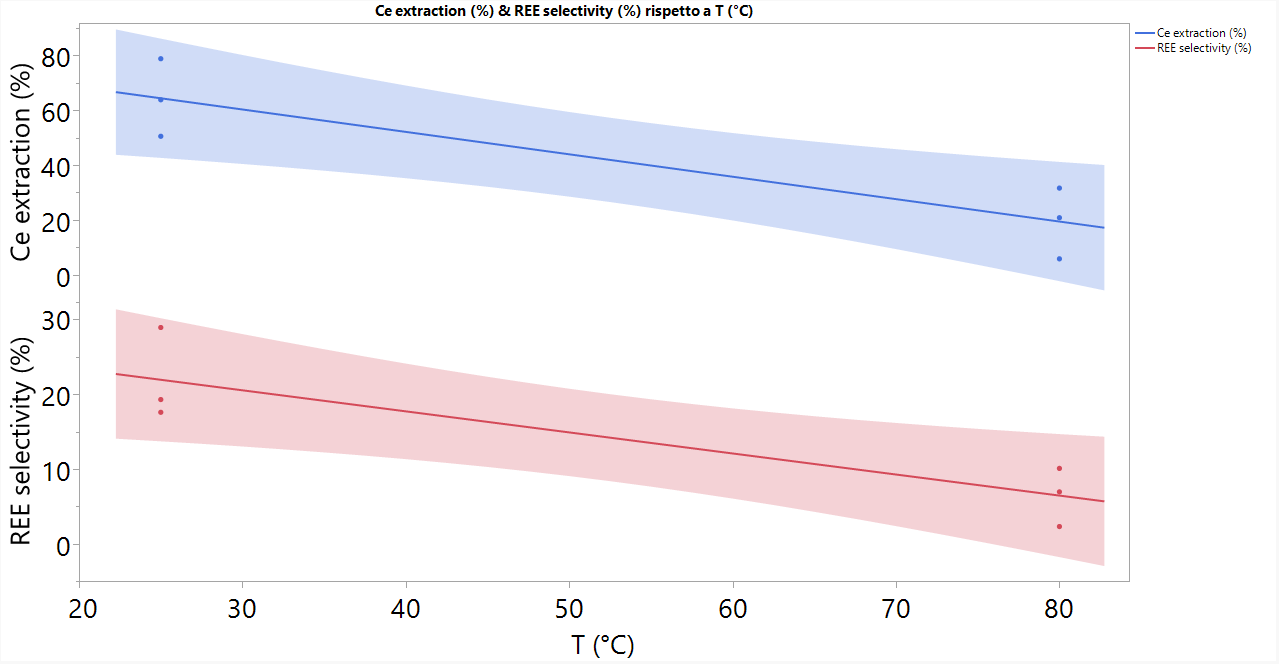 Ce extraction (%) & REE selectivity (%) rispetto a T (°C)
Ce extraction (%)
REE selectivity (%)
Ce extraction (%)
80
60
40
20
0
REE selectivity (%)
30
20
10
0
20 30 40 50 60 70 80
T (°C)